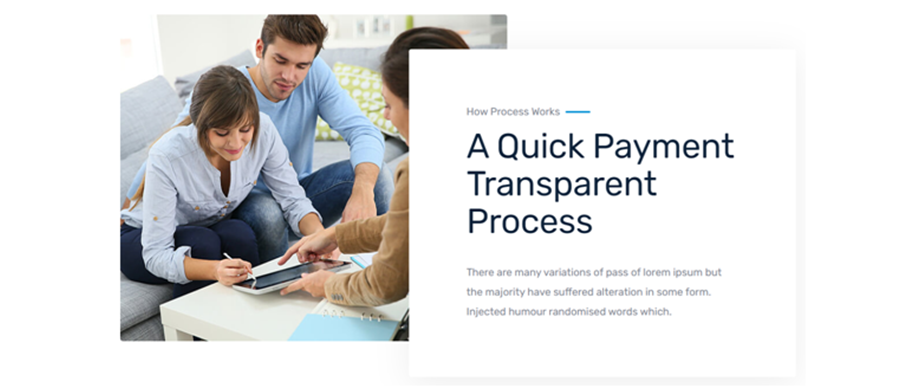 How Process Works
A Quick Payment
Transparent
Process
There are many variations of pass of lorem ipsum but
the majority have suffered alteration in some form.
Injected humour randomised words which.